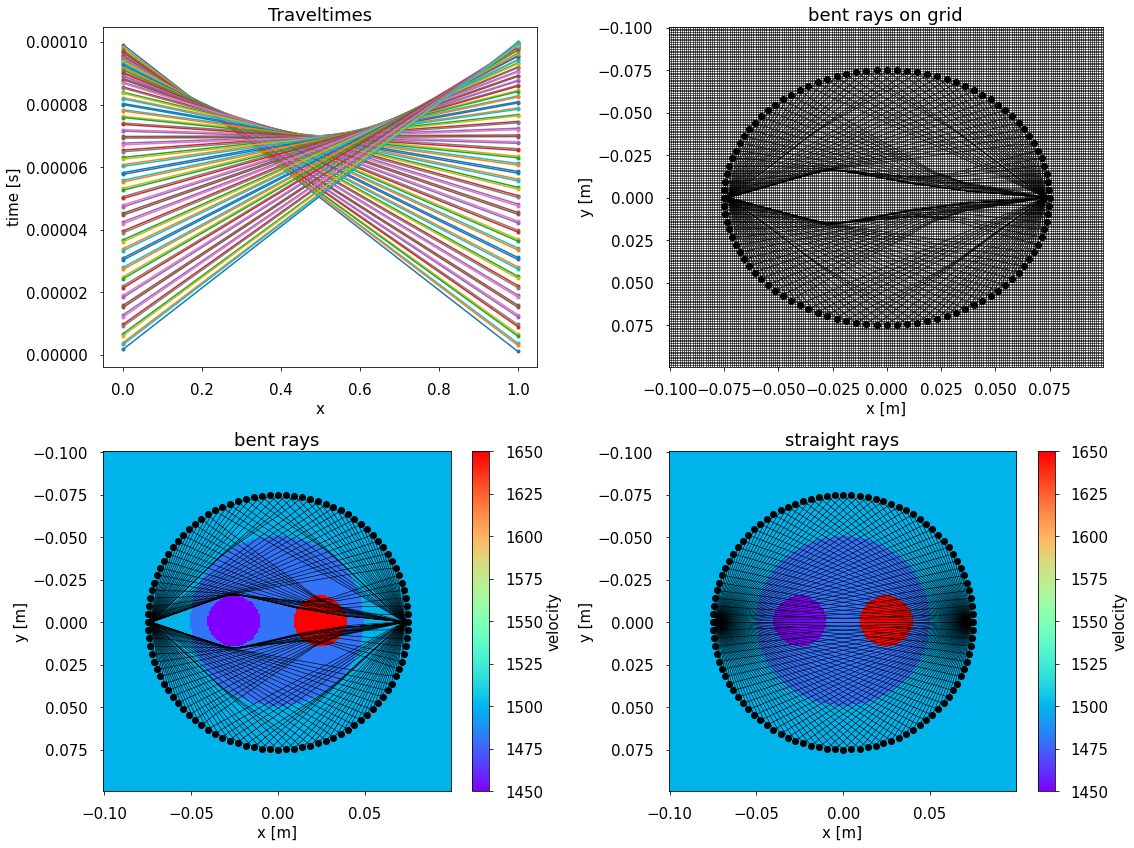 Traveltimes
time [s]
0.00010
0.00008
0.00006
0.00004
0.00002
0.00000
0.0 0.2 0.4 0.6 0.8 1.0
x
bent rays on grid
y [m]
−0.100
−0.075
−0.050
−0.025
0.000
0.025
0.050
0.075
−0.100 −0.075 −0.050 −0.025 0.000 0.025 0.050 0.075
x [m]
bent rays
y [m]
−0.100
−0.075
−0.050
−0.025
0.000
0.025
0.050
0.075
−0.10 −0.05 0.00 0.05
x [m]
1650
1625
1600
1575
1550
1525
1500
1475
1450
velocity
straight rays
y [m]
−0.100
−0.075
−0.050
−0.025
0.000
0.025
0.050
0.075
−0.10 −0.05 0.00 0.05
x [m]
1650
1625
1600
1575
1550
1525
1500
1475
1450
velocity